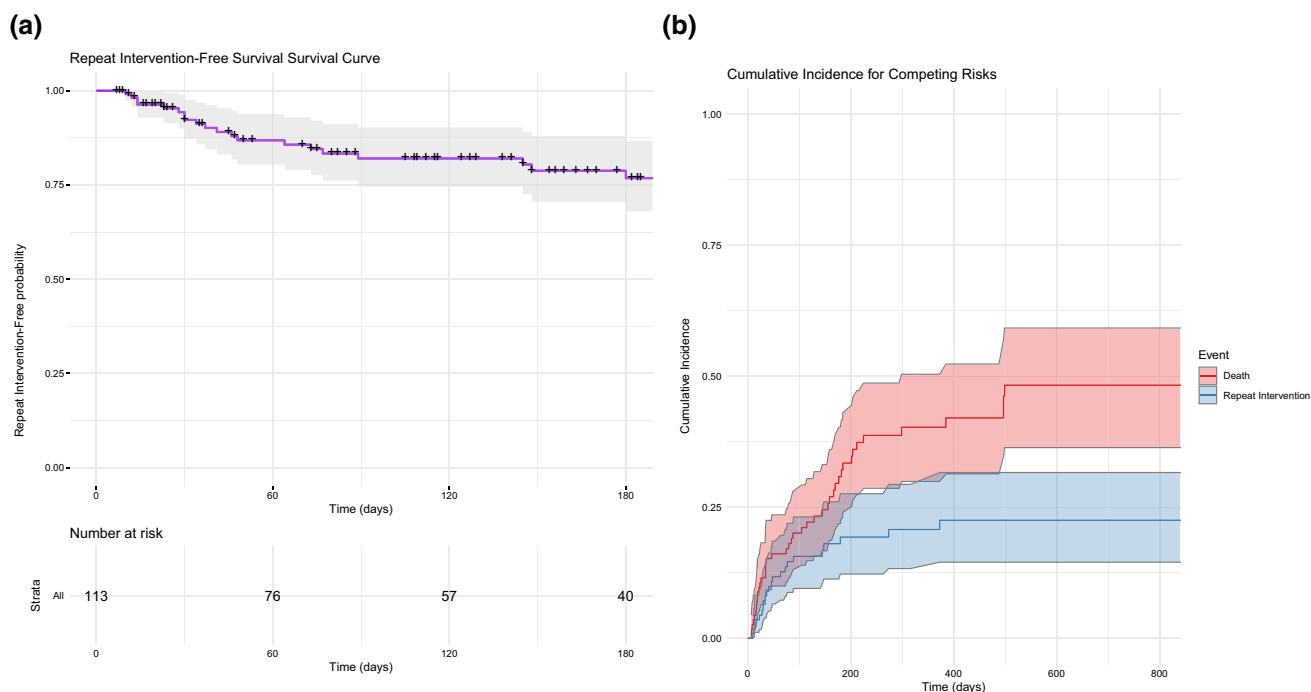 (a)
Repeat Intervention-Free Survival Survival Curve
Repeat Intervention-Free probability
1.00
0.75
0.50
0.25
0.00
0 60 120 180
Time (days)
Number at risk
Strata
All 113 76 57 40
0 60 120 180
Time (days)
(b)
Cumulative Incidence for Competing Risks
Cumulative Incidence
1.00
0.75
0.50
0.25
0.00
0 200 400 600 800
Time (days)
Event
Death
Repeat Intervention